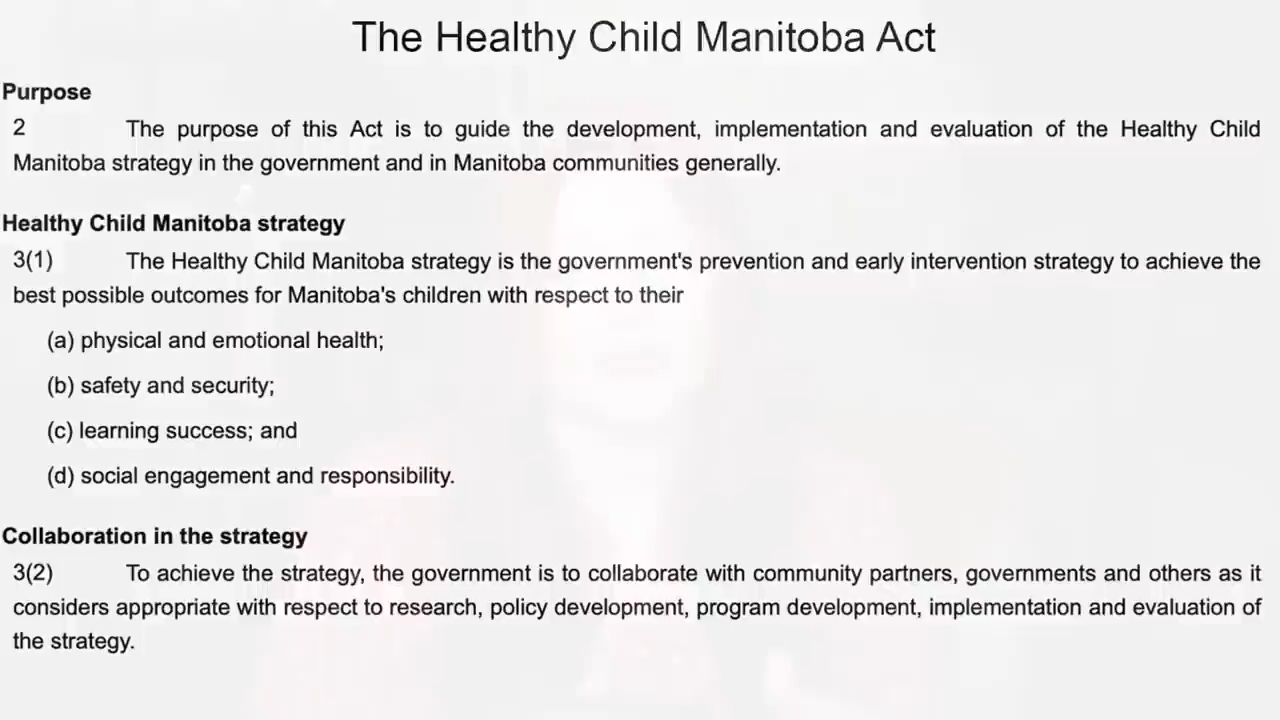 The Healthy Child Manitoba Act
Purpose
2 The purpose of this Act is to guide the development, implementation and evaluation of the Healthy Child
Manitoba strategy in the government and in Manitoba communities generally.
Healthy Child Manitoba strategy
3(1) The Healthy Child Manitoba strategy is the government's prevention and early intervention strategy to achieve the
best possible outcomes for Manitoba's children with respect to their
(a) physical and emotional health;
(b) safety and security;
(c) learning success; and
(d) social engagement and responsibility.
Collaboration in the strategy
3(2) To achieve the strategy, the government is to collaborate with community partners, governments and others as it
considers appropriate with respect to research, policy development, program development, implementation and evaluation of
the strategy.